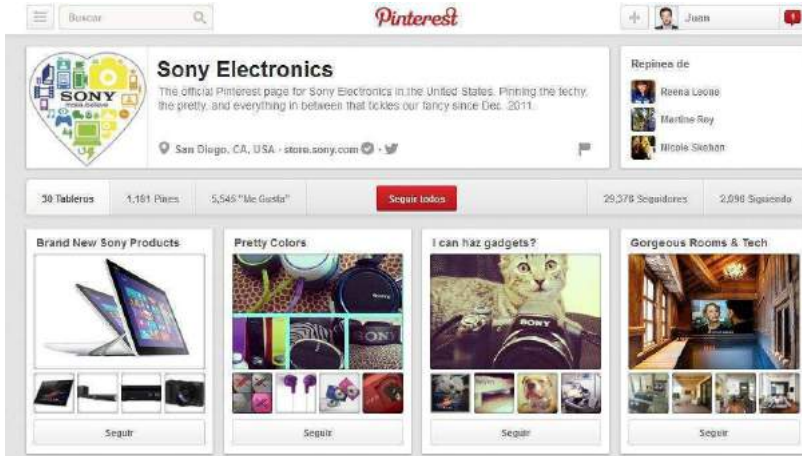 Buscar
Pinterest
Juan
Sony Electronics
The official Pinterest page for Sony Electronics in the United States. Pinning the techy,
the pretty, and everything in between that tickles our fancy since Dec. 2011.
SONY
make.believe
San Diego, CA, USA · store.sony.com
Repinea de
Reena Leone
Martine Roy
Nicole Skehan
30 Tableros
1,181 Pines
5,545 "Me Gusta"
Seguir todos
29,376 Seguidores
2,098 Siguiendo
Brand New Sony Products
Pretty Colors
I can haz gadgets?
Gorgeous Rooms & Tech
SONY
SONY
Seguir
Seguir
Seguir
Seguir